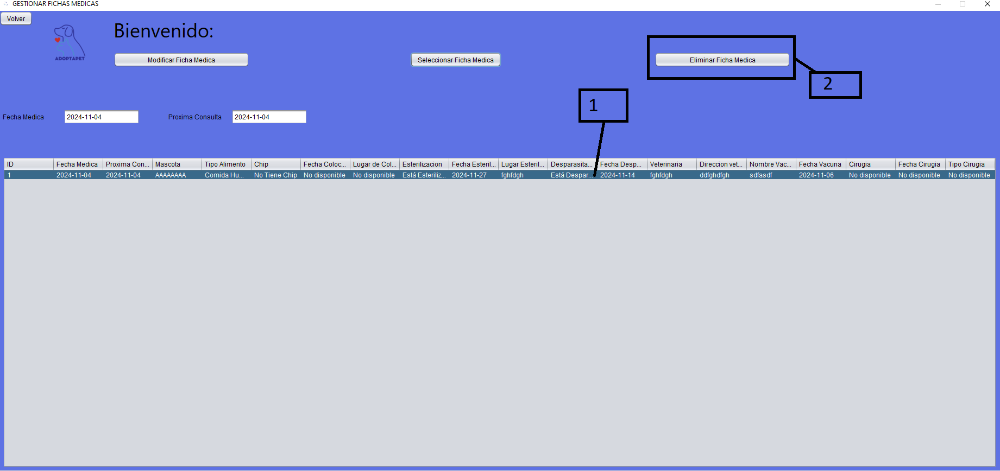 GESTIONAR FICHAS MEDICAS
Volver
ADOPTAPET
Bienvenido:
Modificar Ficha Medica
Seleccionar Ficha Medica
Eliminar Ficha Medica
2
1
Fecha Medica 2024-11-04 Proxima Consulta 2024-11-04
ID Fecha Medica Proxima Con... Mascota Tipo Alimento Chip Fecha Coloc... Lugar de Col... Esterilizacion Fecha Esteril... Lugar Esteril... Desparasita... Fecha Desp... Veterinaria Direccion vet... Nombre Vac... Fecha Vacuna Cirugia Fecha Cirugia Tipo Cirugia
1 2024-11-04 2024-11-04 AAAAAAAA Comida Hu... No Tiene Chip No disponible No disponible Está Esteriliz... 2024-11-27 fghfdgh Está Despar... 2024-11-14 fghfdgh ddfghdfgh sdfasdf 2024-11-06 No disponible No disponible No disponible